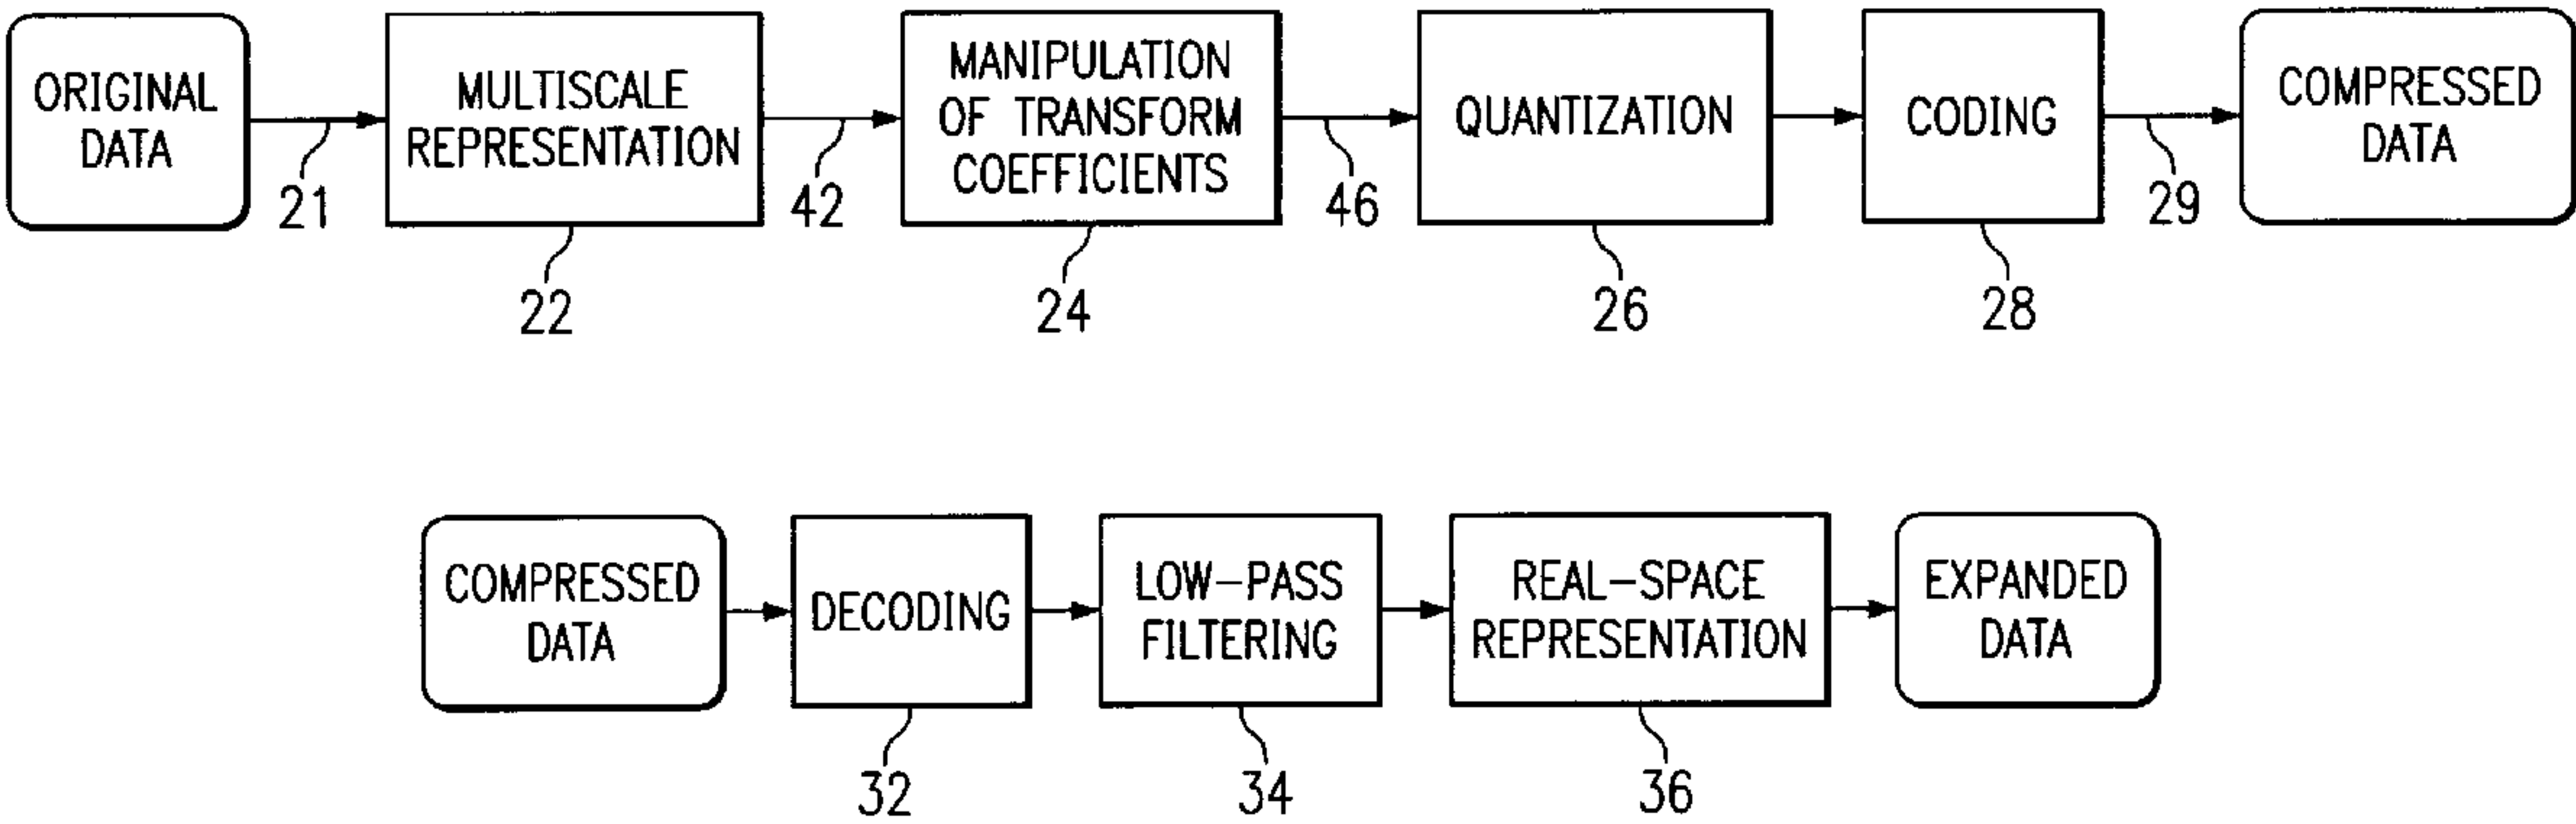 ORIGINAL
DATA
21
MULTISCALE
REPRESENTATION
22
42
MANIPULATION
OF TRANSFORM
COEFFICIENTS
24
46
QUANTIZATION
26
CODING
28
29
COMPRESSED
DATA
COMPRESSED
DATA
DECODING
32
LOW-PASS
FILTERING
34
REAL-SPACE
REPRESENTATION
36
EXPANDED
DATA